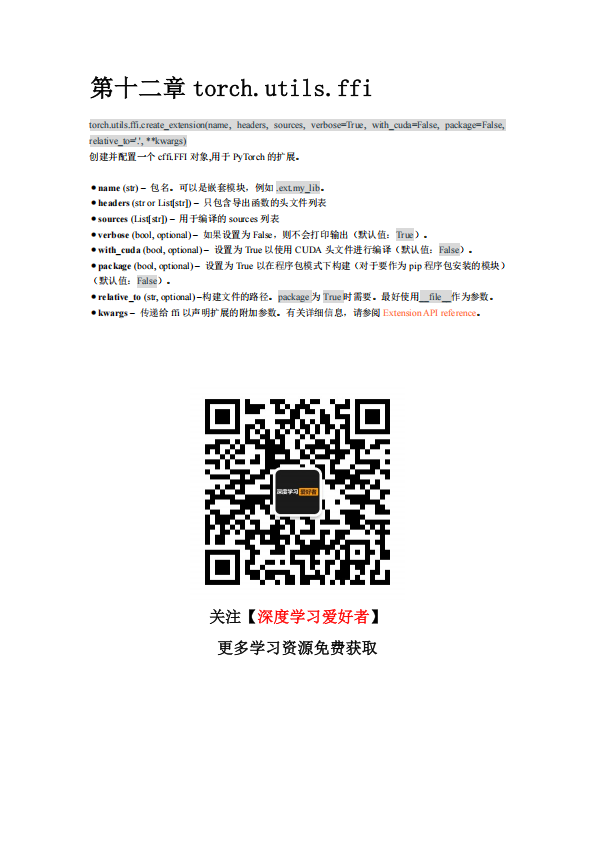 第十二章 torch.utils.ffi
torch.utils.ffi.create_extension(name, headers, sources, verbose=True, with_cuda=False, package=False,
relative_to='.', **kwargs)
创建并配置一个 cffi.FFI 对象,用于 PyTorch 的扩展。
● name (str) – 包名。可以是嵌套模块，例如 .ext.my_lib。
● headers (str or List[str]) – 只包含导出函数的头文件列表
● sources (List[str]) – 用于编译的 sources 列表
● verbose (bool, optional) – 如果设置为 False，则不会打印输出（默认值：True）。
● with_cuda (bool, optional) – 设置为 True 以使用 CUDA 头文件进行编译（默认值：False）。
● package (bool, optional) – 设置为 True 以在程序包模式下构建（对于要作为 pip 程序包安装的模块）
（默认值：False）。
● relative_to (str, optional) –构建文件的路径。package 为 True 时需要。最好使用__file__作为参数。
● kwargs – 传递给 ffi 以声明扩展的附加参数。有关详细信息，请参阅 Extension API reference。
深度学习 爱好者
关注【深度学习爱好者】
更多学习资源免费获取